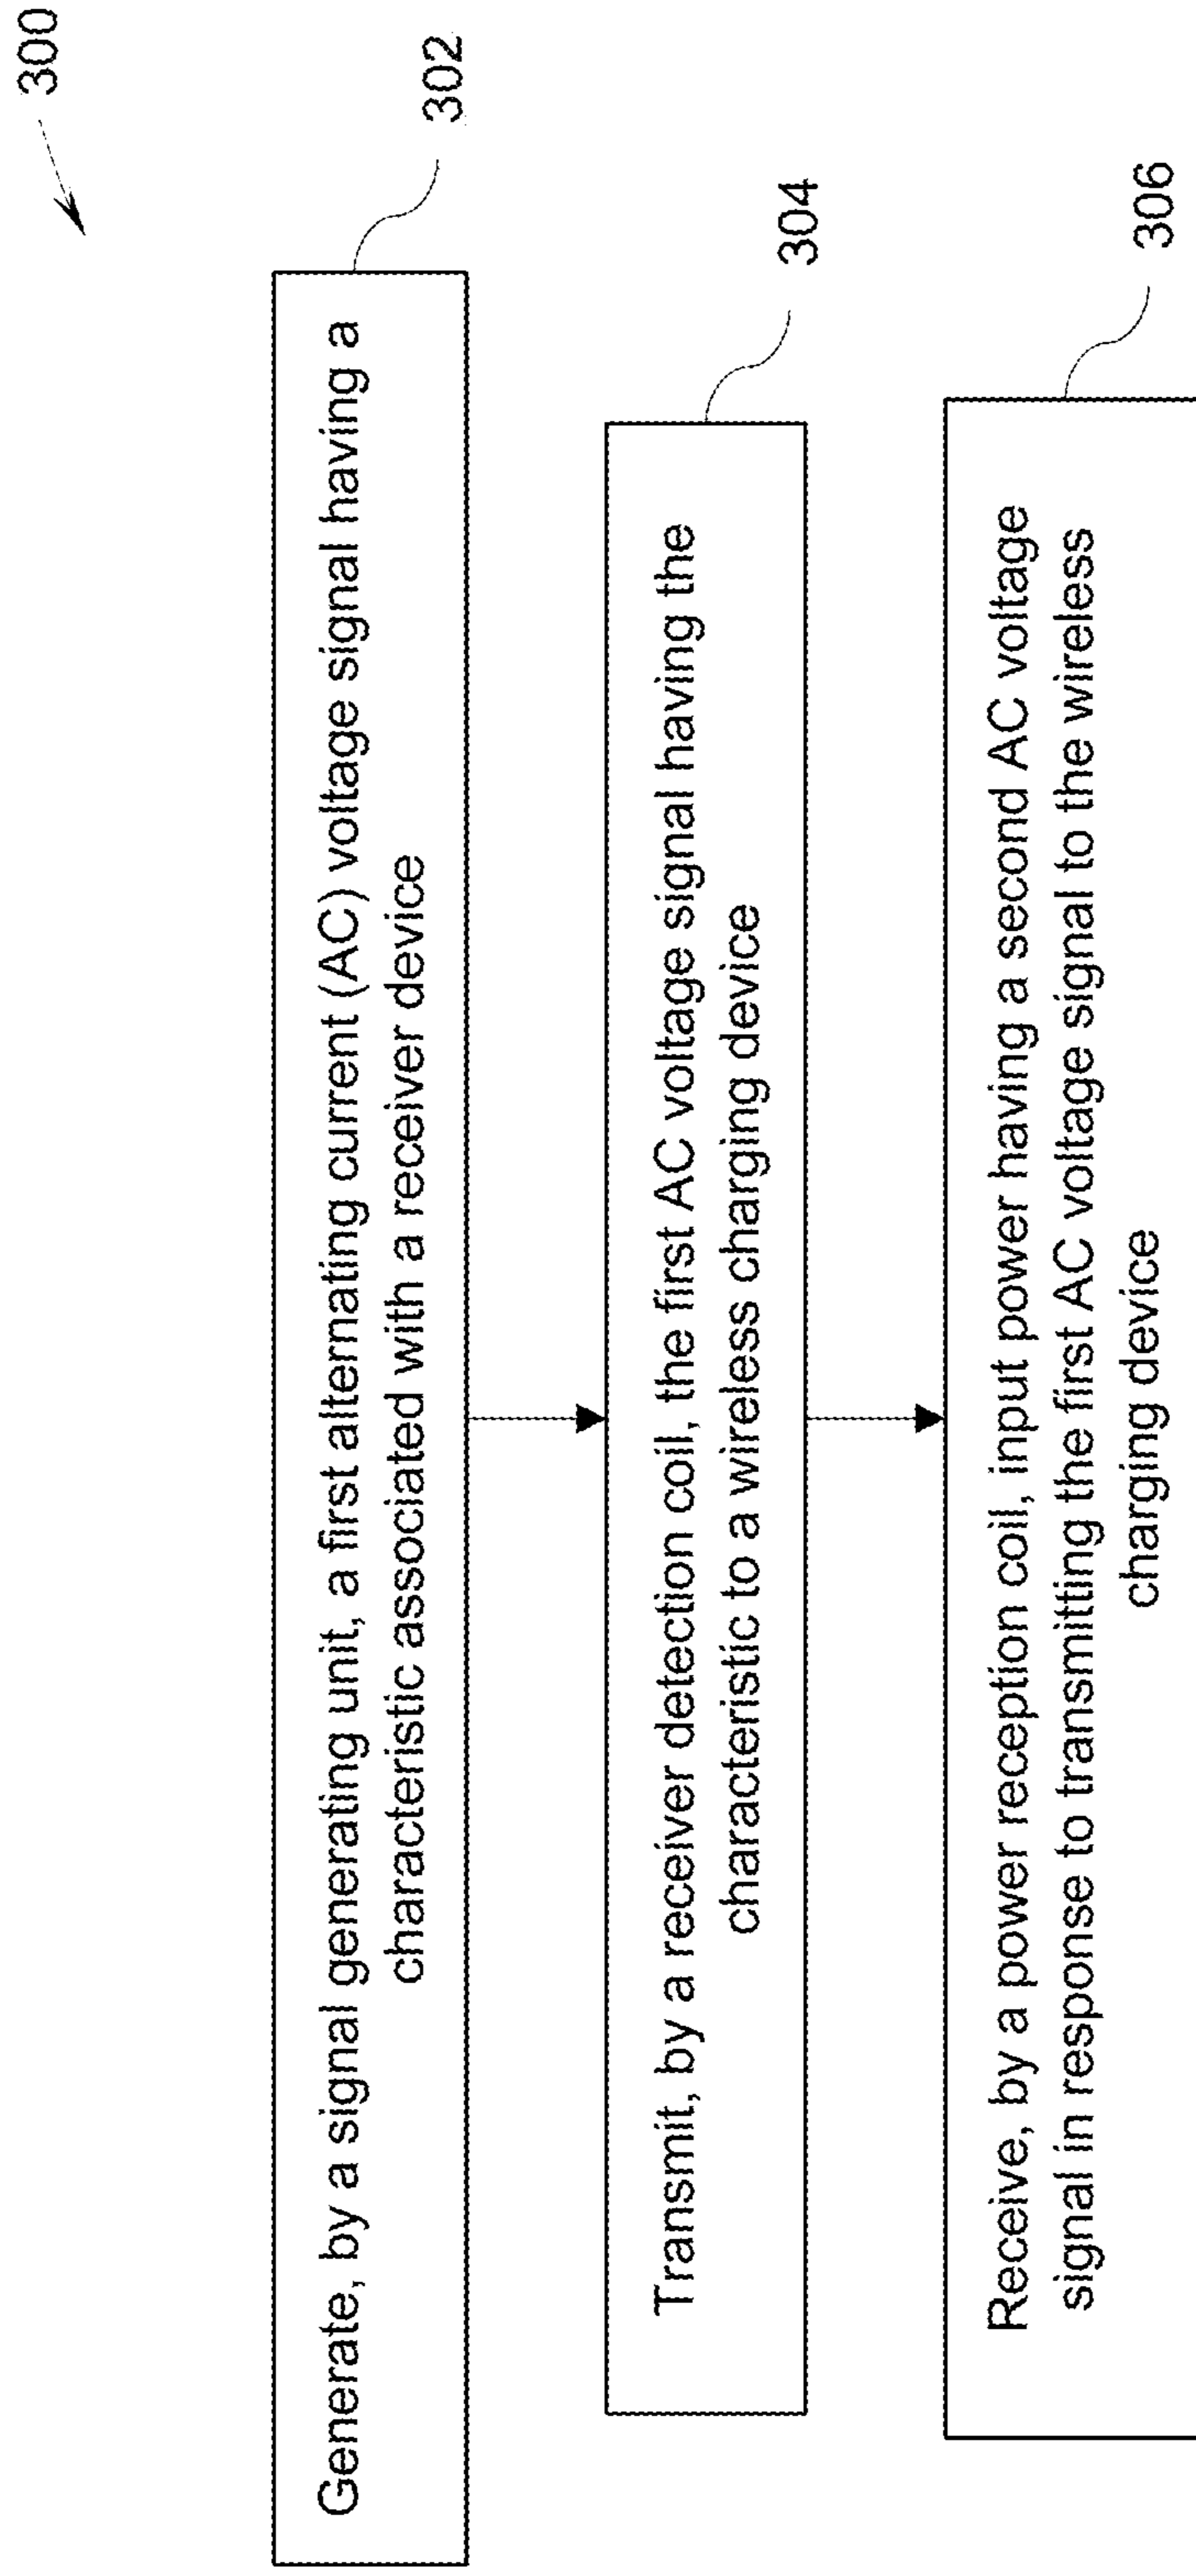 300
Generate, by a signal generating unit, a first alternating current (AC) voltage signal having a
characteristic associated with a receiver device
302
Transmit, by a receiver detection coil, the first AC voltage signal having the
characteristic to a wireless charging device
304
Receive, by a power reception coil, input power having a second AC voltage
signal in response to transmitting the first AC voltage signal to the wireless
charging device
306